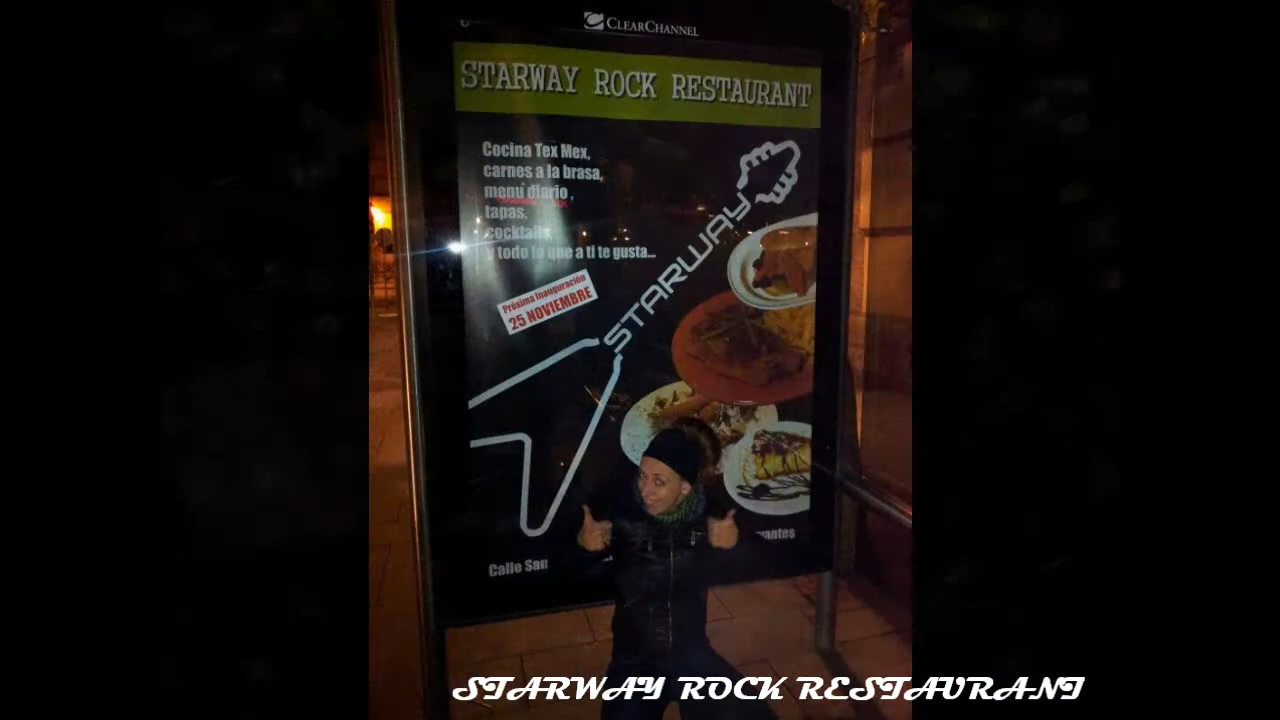 CLEARCHANNEL
STARWAY ROCK RESTAURANT
Cocina Tex Mex,
carnes a la brasa,
menú diario,
tapas,
cocktails,
y todo lo que a ti te gusta...
Próxima Inauguración
25 NOVIEMBRE
STARWAY
Calle San
STARWAY ROCK RESTAURANT